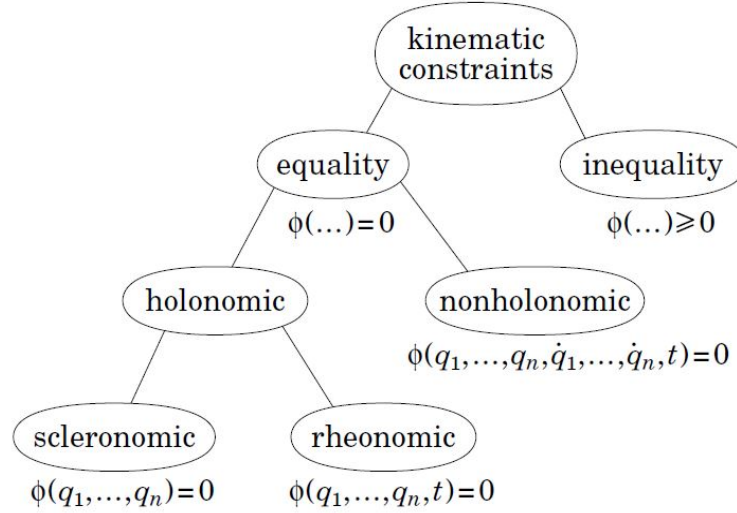 kinematic
constraints
equality
inequality
ϕ(...)=0
ϕ(...)⩾0
holonomic
nonholonomic
ϕ(q₁,...,qₙ,q̇₁,...,q̇ₙ,t)=0
scleronomic
rheonomic
ϕ(q₁,...,qₙ)=0
ϕ(q₁,...,qₙ,t)=0